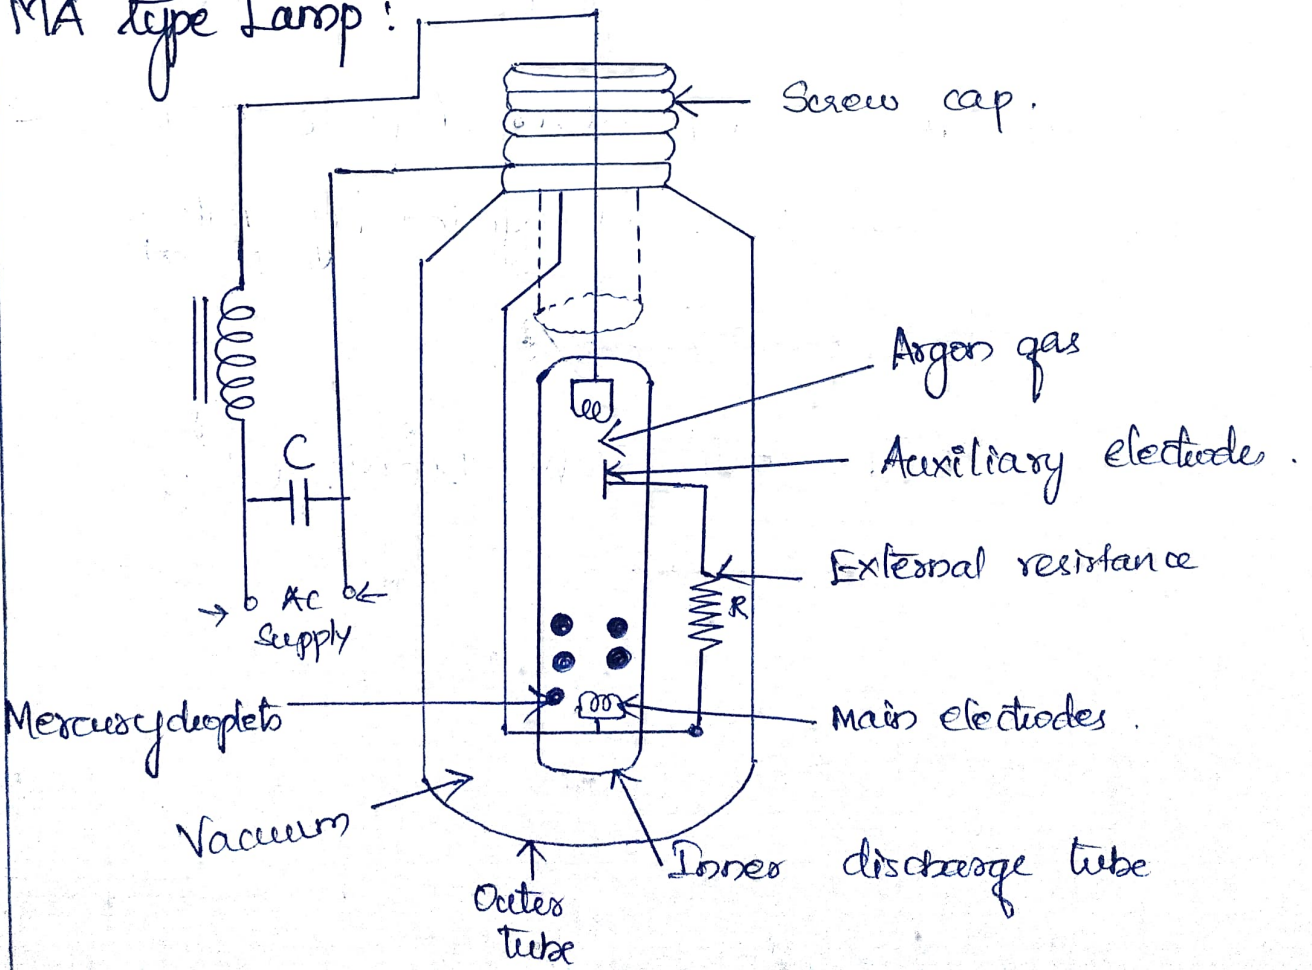 MA type Lamp :
Screw cap .
Argon gas
Auxiliary electrode .
C
External resistance
R
AC
supply
Mercury droplets
Main electrodes .
Vacuum
Inner discharge tube
Outer
tube